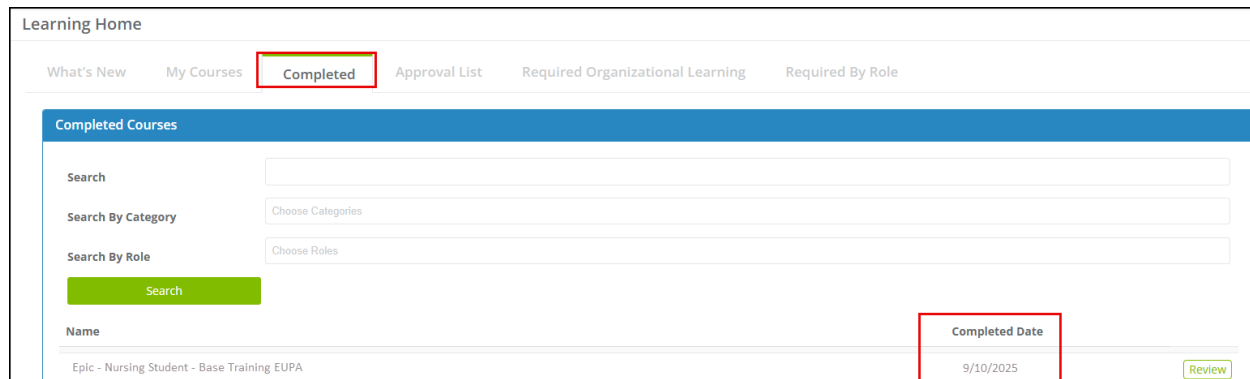 Learning Home
What's New My Courses Completed Approval List Required Organizational Learning Required By Role
Completed Courses
Search
Search By Category Choose Categories
Search By Role Choose Roles
Search
Name Completed Date
Epic - Nursing Student - Base Training EUPA 9/10/2025 Review